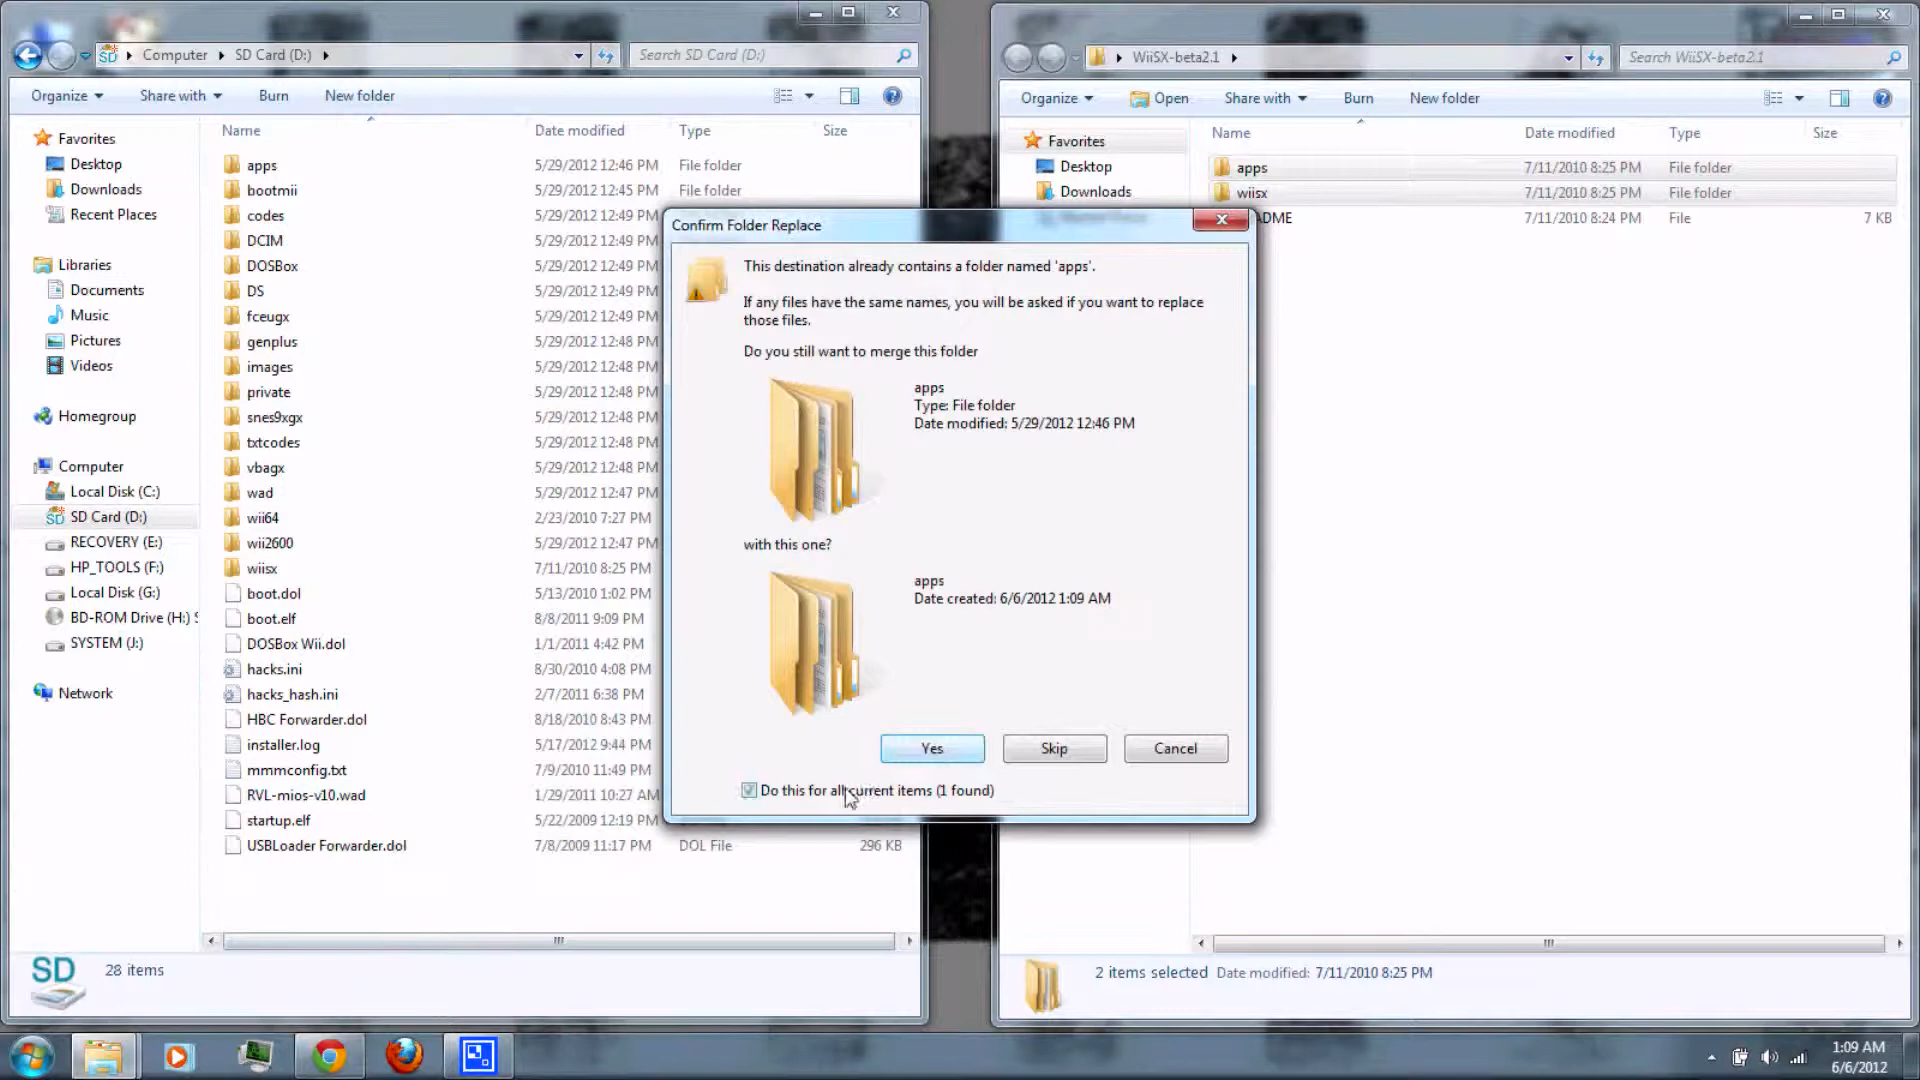 Computer SD Card (D:) Search SD Card (D:)
Organize Share with Burn New folder
Name Date modified Type Size
Favorites
Desktop
Downloads
Recent Places
Libraries
Documents
Music
Pictures
Videos
Homegroup
Computer
Local Disk (C:)
SD Card (D:)
RECOVERY (E:)
HP_TOOLS (F:)
Local Disk (G:)
BD-ROM Drive (H:) S
SYSTEM (J:)
Network
apps 5/29/2012 12:46 PM File folder
bootmii 5/29/2012 12:45 PM File folder
codes 5/29/2012 12:49 PM
DCIM 5/29/2012 12:49 PM
DOSBox 5/29/2012 12:49 PM
DS 5/29/2012 12:49 PM
fceugx 5/29/2012 12:49 PM
genplus 5/29/2012 12:48 PM
images 5/29/2012 12:48 PM
private 5/29/2012 12:48 PM
snes9xgx 5/29/2012 12:48 PM
txtcodes 5/29/2012 12:48 PM
vbagx 5/29/2012 12:48 PM
wad 5/29/2012 12:47 PM
wii64 2/23/2010 7:27 PM
wii2600 5/29/2012 12:47 PM
wiisx 7/11/2010 8:25 PM
boot.dol 5/13/2010 1:02 PM
boot.elf 8/8/2011 9:09 PM
DOSBox Wii.dol 1/1/2011 4:42 PM
hacks.ini 8/30/2010 4:08 PM
hacks_hash.ini 2/7/2011 6:38 PM
HBC Forwarder.dol 8/18/2010 8:43 PM
installer.log 5/17/2012 9:44 PM
mmmconfig.txt 7/9/2010 11:49 PM
RVL-mios-v10.wad 1/29/2011 10:27 AM
startup.elf 5/22/2009 12:19 PM
USBLoader Forwarder.dol 7/8/2009 11:17 PM DOL File 296 KB
SD 28 items
WiiSX-beta2.1 Search WiiSX-beta2.1
Organize Open Share with Burn New folder
Name Date modified Type Size
Favorites
Desktop
Downloads
apps 7/11/2010 8:25 PM File folder
wiisx 7/11/2010 8:25 PM File folder
DME 7/11/2010 8:24 PM File 7 KB
2 items selected Date modified: 7/11/2010 8:25 PM
Confirm Folder Replace
This destination already contains a folder named 'apps'.
If any files have the same names, you will be asked if you want to replace
those files.
Do you still want to merge this folder
apps
Type: File folder
Date modified: 5/29/2012 12:46 PM
with this one?
apps
Date created: 6/6/2012 1:09 AM
Yes Skip Cancel
Do this for all current items (1 found)
1:09 AM
6/6/2012